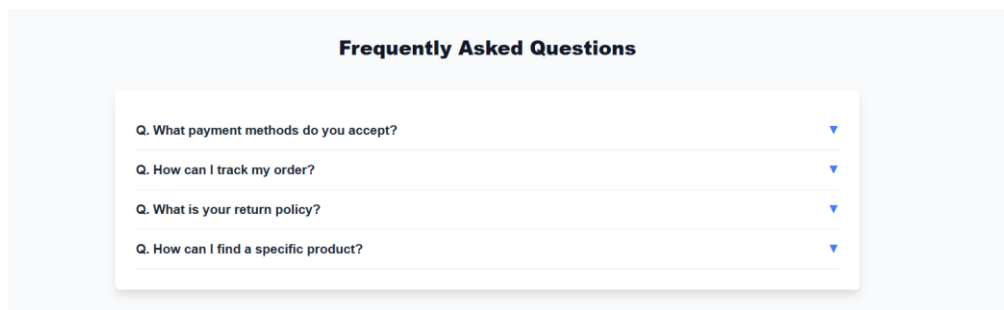 Frequently Asked Questions
Q. What payment methods do you accept? ▼
Q. How can I track my order? ▼
Q. What is your return policy? ▼
Q. How can I find a specific product? ▼